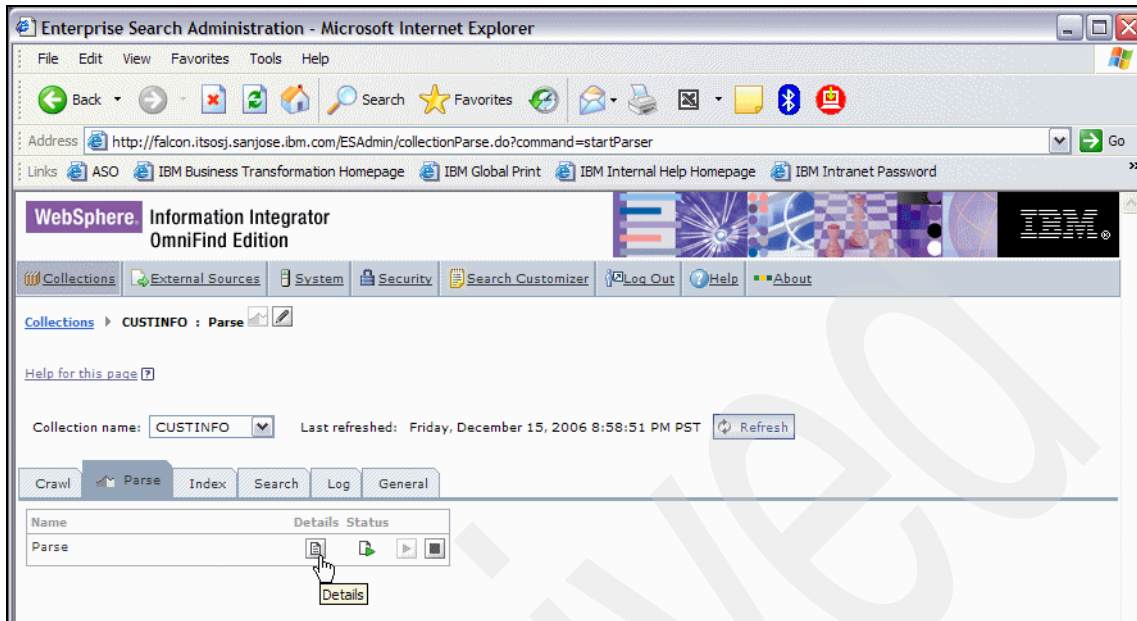 Enterprise Search Administration - Microsoft Internet Explorer
File Edit View Favorites Tools Help
Back Search Favorites
Address http://falcon.itsosj.sanjose.ibm.com/ESAdmin/collectionParse.do?command=startParser Go
Links ASO IBM Business Transformation Homepage IBM Global Print IBM Internal Help Homepage IBM Intranet Password »
WebSphere. Information Integrator
OmniFind Edition
IBM®
Collections External Sources System Security Search Customizer Log Out Help About
Collections CUSTINFO : Parse
Help for this page ?
Collection name: CUSTINFO Last refreshed: Friday, December 15, 2006 8:58:51 PM PST Refresh
Crawl Parse Index Search Log General
Name Details Status
Parse
Details
ived